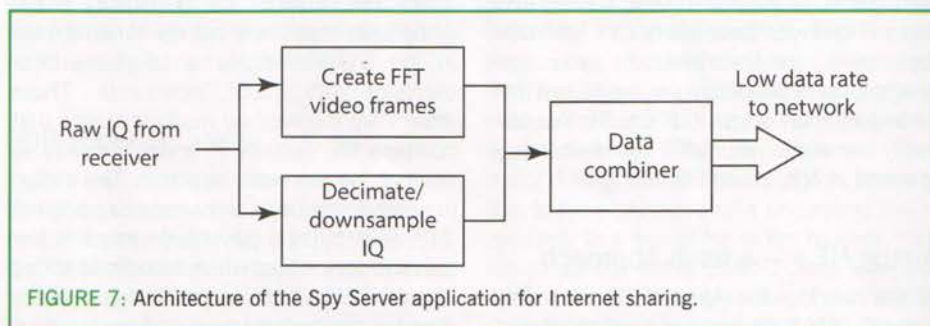 Raw IQ from
receiver
Create FFT
video frames
Decimate/
downsample
IQ
Data
combiner
Low data rate
to network
FIGURE 7: Architecture of the Spy Server application for Internet sharing.